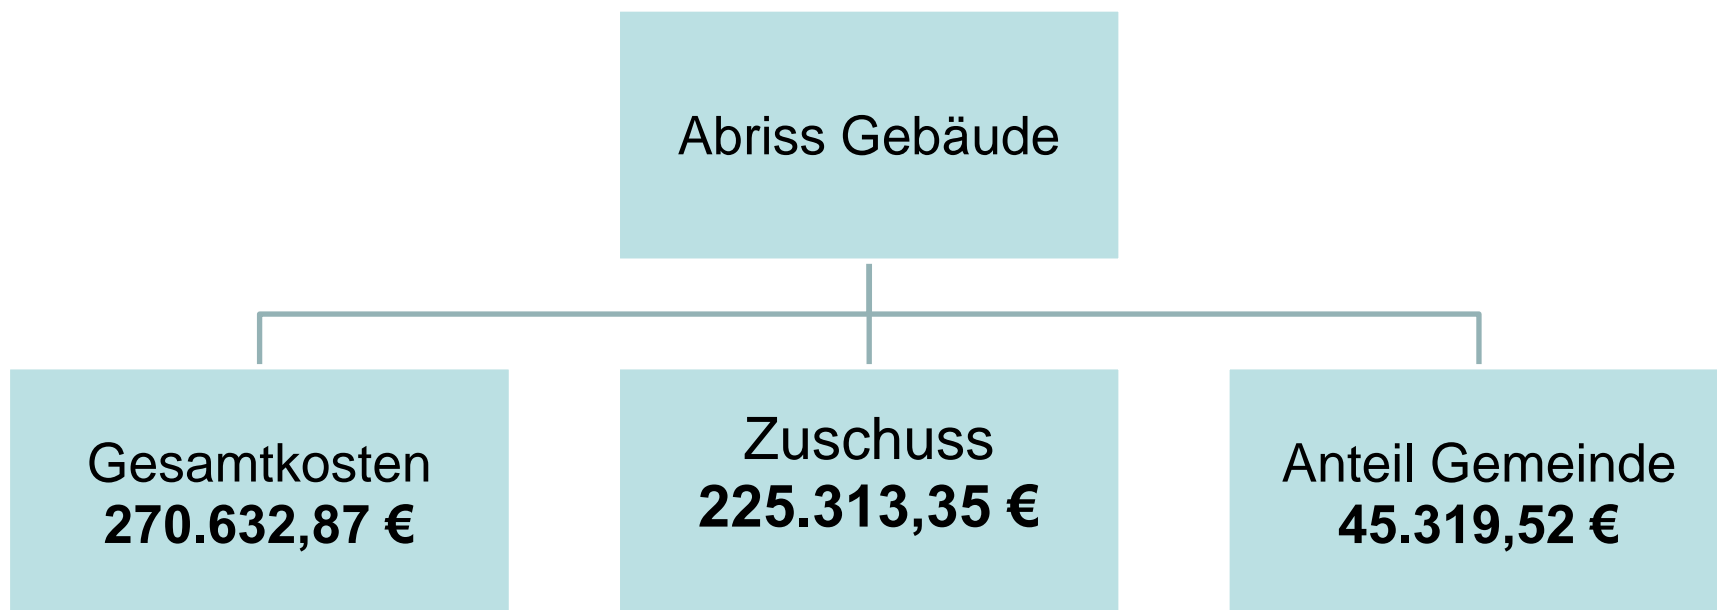 Abriss Gebäude
Gesamtkosten
270.632,87 €
Zuschuss
225.313,35 €
Anteil Gemeinde
45.319,52 €